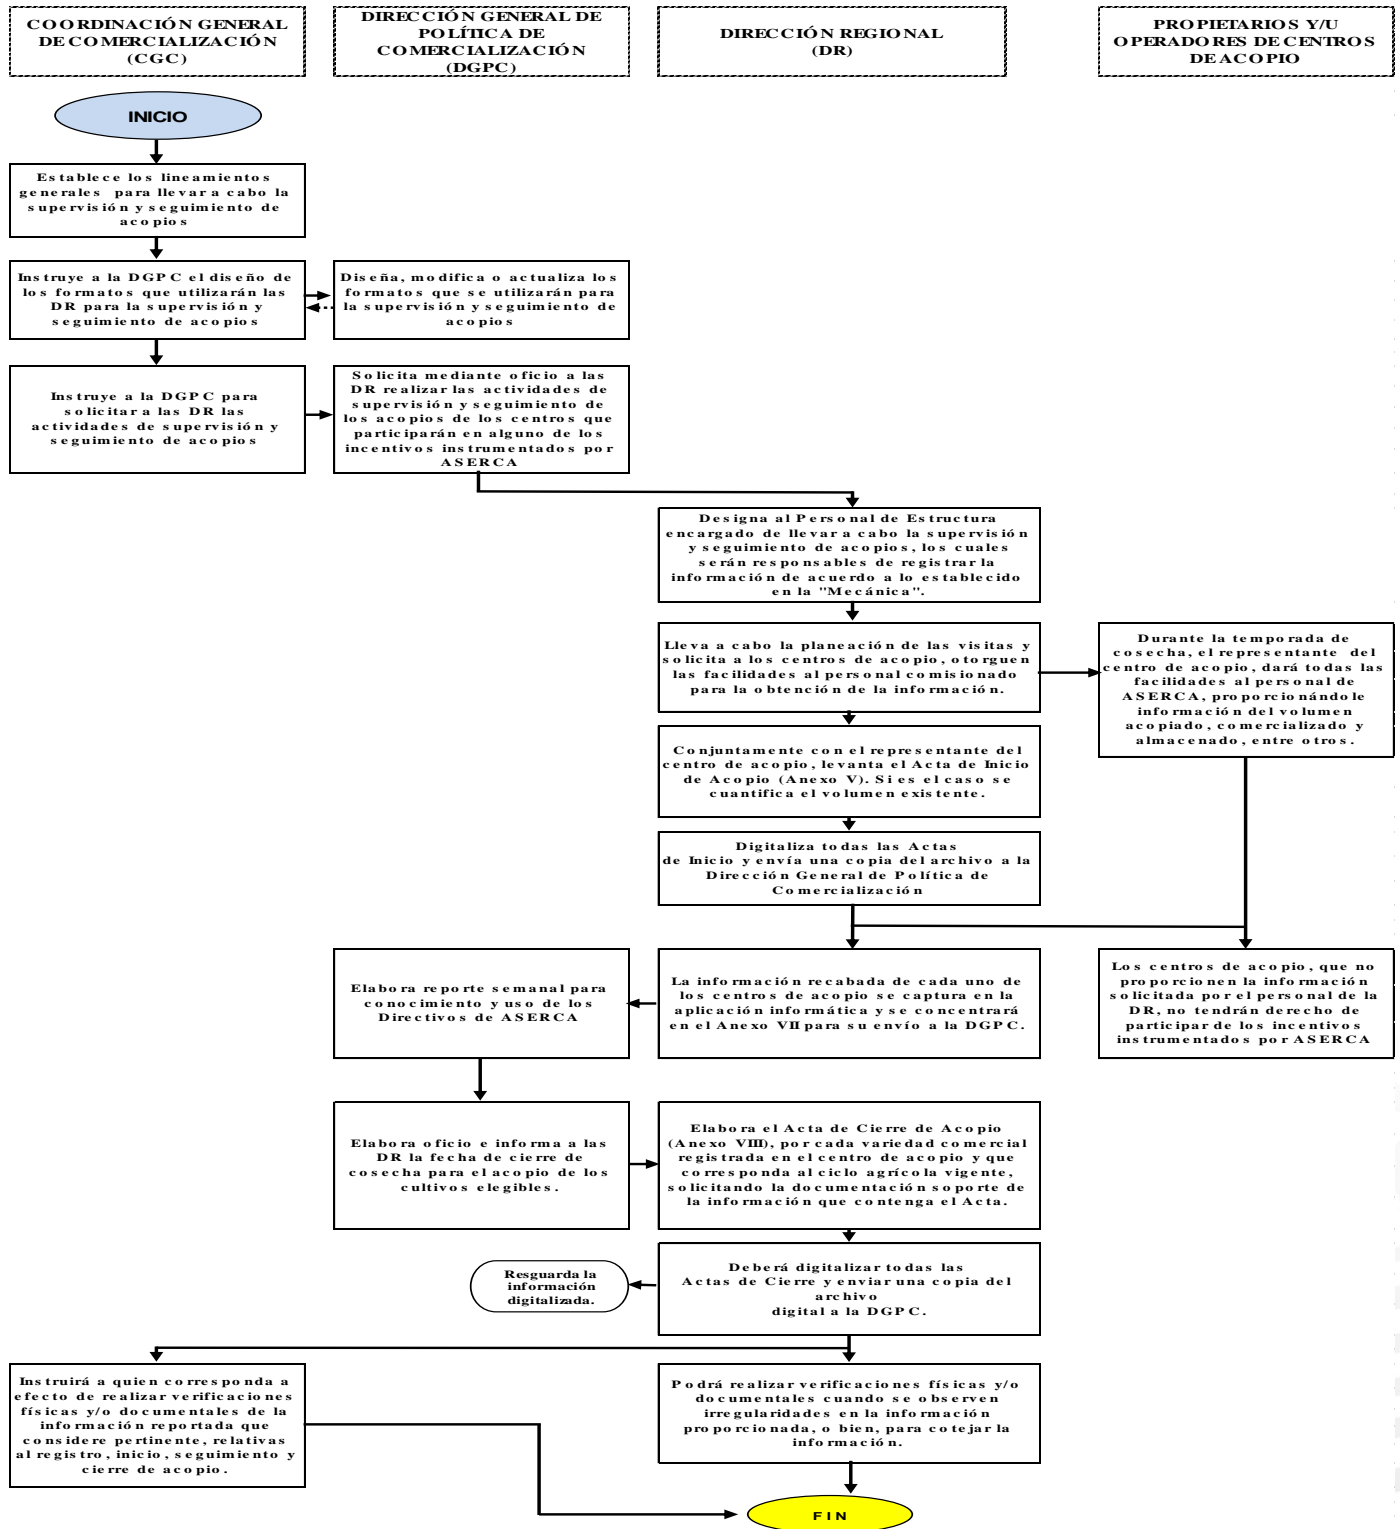 COORDINACIÓN GENERAL
DE COMERCIALIZACIÓN
(CGC)
DIRECCIÓN GENERAL DE
POLÍTICA DE
COMERCIALIZACIÓN
(DGPC)
DIRECCIÓN REGIONAL
(DR)
PROPIETARIOS Y/U
OPERADORES DE CENTROS
DE ACOPIO
INICIO
Establece los lineamientos
generales para llevar a cabo la
supervisión y seguimiento de
acopios
Instruye a la DGPC el diseño de
los formatos que utilizarán las
DR para la supervisión y
seguimiento de acopios
Diseña, modifica o actualiza los
formatos que se utilizarán para
la supervisión y seguimiento de
acopios
Instruye a la DGPC para
solicitar a las DR las
actividades de supervisión y
seguimiento de acopios
Solicita mediante oficio a las
DR realizar las actividades de
supervisión y seguimiento de
los acopios de los centros que
participarán en alguno de los
incentivos instrumentados por
ASERCA
Designa al Personal de Estructura
encargado de llevar a cabo la supervisión
y seguimiento de acopios, los cuales
serán responsables de registrar la
información de acuerdo a lo establecido
en la "Mecánica".
Lleva a cabo la planeación de las visitas y
solicita a los centros de acopio, otorguen
las facilidades al personal comisionado
para la obtención de la información.
Durante la temporada de
cosecha, el representante del
centro de acopio, dará todas las
facilidades al personal de
ASERCA, proporcionándole
información del volumen
acopiado, comercializado y
almacenado, entre otros.
Conjuntamente con el representante del
centro de acopio, levanta el Acta de Inicio
de Acopio (Anexo V). Si es el caso se
cuantifica el volumen existente.
Digitaliza todas las Actas
de Inicio y envía una copia del archivo a la
Dirección General de Política de
Comercialización
Elabora reporte semanal para
conocimiento y uso de los
Directivos de ASERCA
La información recabada de cada uno de
los centros de acopio se captura en la
aplicación informática y se concentrará
en el Anexo VII para su envío a la DGPC.
Los centros de acopio, que no
proporcionen la información
solicitada por el personal de la
DR, no tendrán derecho de
participar de los incentivos
instrumentados por ASERCA
Elabora oficio e informa a las
DR la fecha de cierre de
cosecha para el acopio de los
cultivos elegibles.
Elabora el Acta de Cierre de Acopio
(Anexo VIII), por cada variedad comercial
registrada en el centro de acopio y que
corresponda al ciclo agrícola vigente,
solicitando la documentación soporte de
la información que contenga el Acta.
Resguarda la
información
digitalizada.
Deberá digitalizar todas las
Actas de Cierre y enviar una copia del
archivo
digital a la DGPC.
Instruirá a quien corresponda a
efecto de realizar verificaciones
físicas y/o documentales de la
información reportada que
considere pertinente, relativas
al registro, inicio, seguimiento y
cierre de acopio.
Podrá realizar verificaciones físicas y/o
documentales cuando se observen
irregularidades en la información
proporcionada, o bien, para cotejar la
información.
FIN